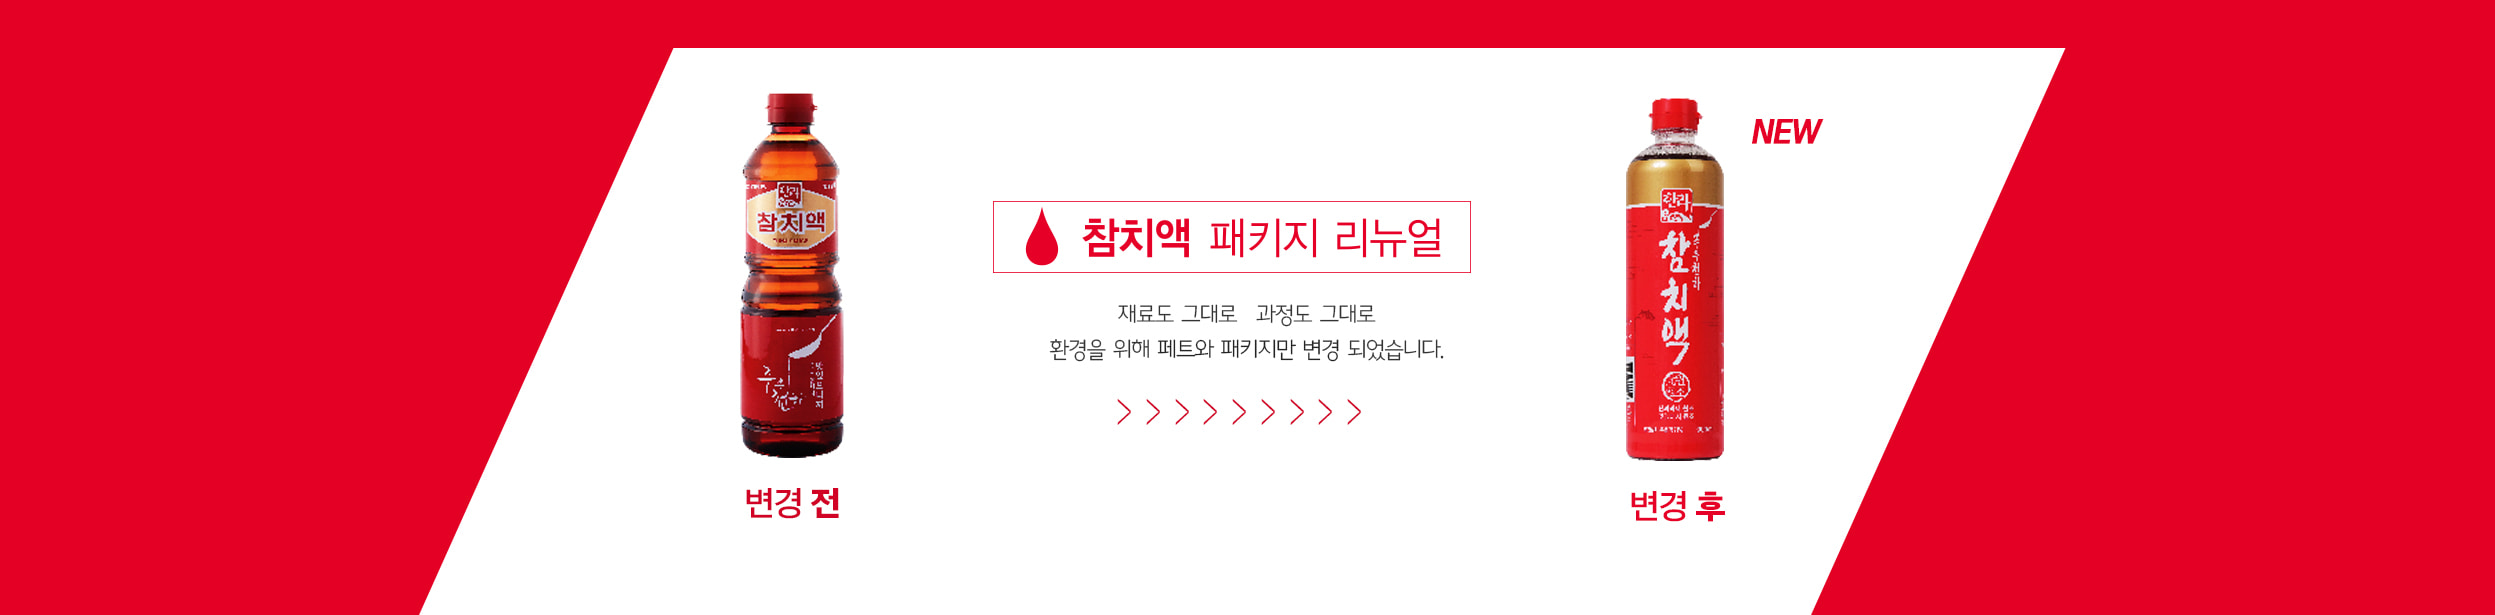 한라
참치액
참치액 패키지 리뉴얼
재료도 그대로 과정도 그대로
환경을 위해 페트와 패키지만 변경 되었습니다.
> > > > > > > > >
변경 전
NEW
한라
참치액
변경 후